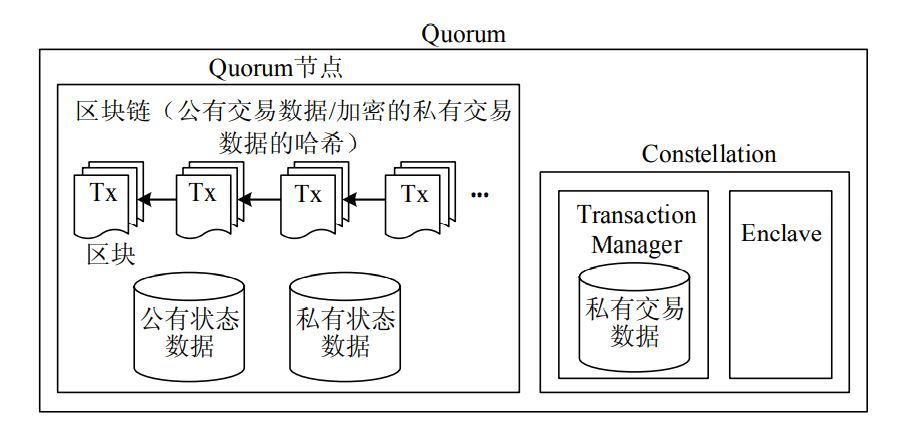 Quorum
Quorum节点
区块链（公有交易数据/加密的私有交易
数据的哈希）
Tx
Tx
Tx
Tx
...
区块
公有状态
数据
私有状态
数据
Constellation
Transaction
Manager
私有交易
数据
Enclave